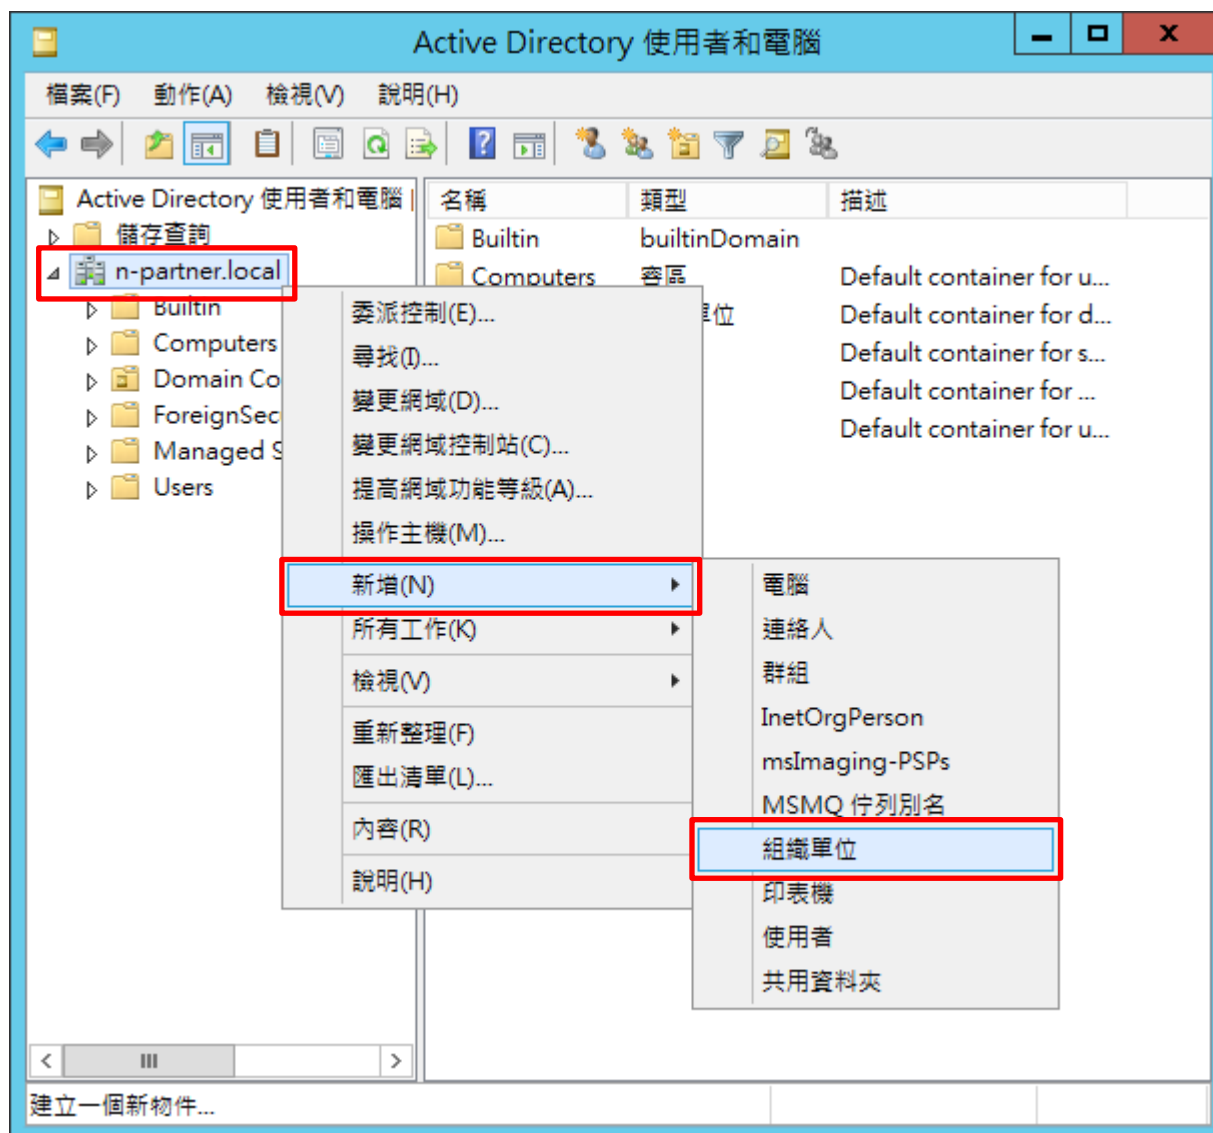 Active Directory 使用者和電腦
檔案(F) 動作(A) 檢視(V) 說明(H)
Active Directory 使用者和電腦
儲存查詢
n-partner.local
Builtin
Computers
Domain Co
ForeignSec
Managed S
Users
名稱 類型 描述
Builtin builtinDomain
Computers 容區 Default container for u...
單位 Default container for d...
Default container for s...
Default container for ...
Default container for u...
委派控制(E)...
尋找(I)...
變更網域(D)...
變更網域控制站(C)...
提高網域功能等級(A)...
操作主機(M)...
新增(N)
所有工作(K)
檢視(V)
重新整理(F)
匯出清單(L)...
內容(R)
說明(H)
電腦
連絡人
群組
InetOrgPerson
msImaging-PSPs
MSMQ 佇列別名
組織單位
印表機
使用者
共用資料夾
建立一個新物件...